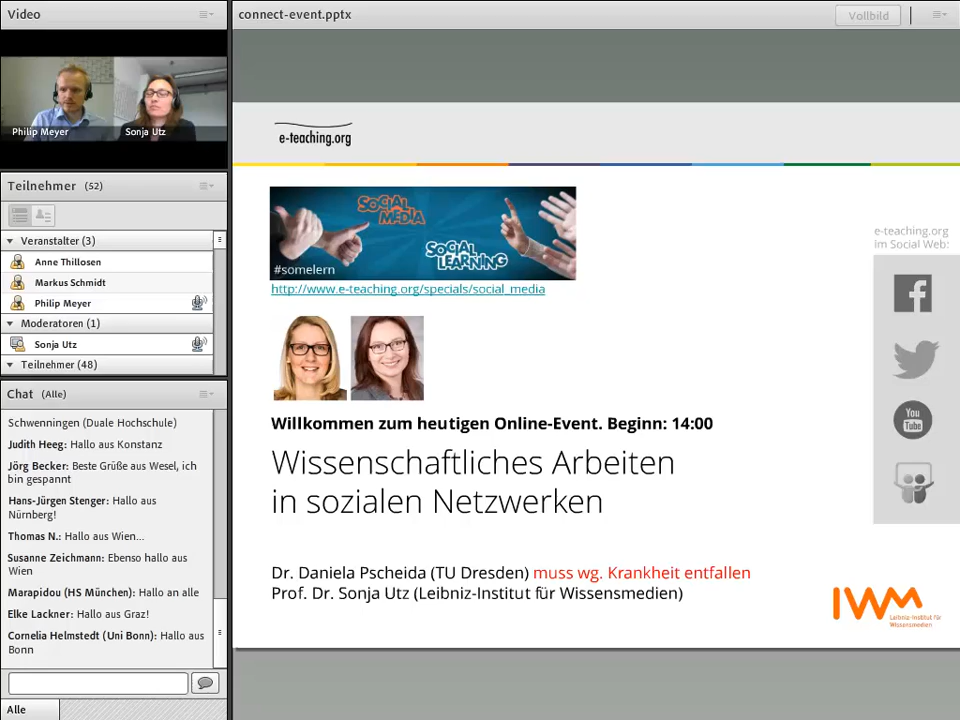 Video
Philip Meyer
Sonja Utz
Teilnehmer (52)
Veranstalter (3)
Anne Thillosen
Markus Schmidt
Philip Meyer
Moderatoren (1)
Sonja Utz
Teilnehmer (48)
Chat (Alle)
Schwenningen (Duale Hochschule)
Judith Heeg: Hallo aus Konstanz
Jörg Becker: Beste Grüße aus Wesel, ich
bin gespannt
Hans-Jürgen Stenger: Hallo aus
Nürnberg!
Thomas N.: Hallo aus Wien...
Susanne Zeichmann: Ebenso hallo aus
Wien
Marapidou (HS München): Hallo an alle
Elke Lackner: Hallo aus Graz!
Cornelia Helmstedt (Uni Bonn): Hallo aus
Bonn
Alle
connect-event.pptx
Vollbild
e-teaching.org
SOCIAL
MEDIA
SOCIAL
LEARNING
#somelern
http://www.e-teaching.org/specials/social_media
e-teaching.org
im Social Web:
You
Tube
Willkommen zum heutigen Online-Event. Beginn: 14:00
Wissenschaftliches Arbeiten
in sozialen Netzwerken
Dr. Daniela Pscheida (TU Dresden) muss wg. Krankheit entfallen
Prof. Dr. Sonja Utz (Leibniz-Institut für Wissensmedien)
IWM
Leibniz-Institut für
Wissensmedien